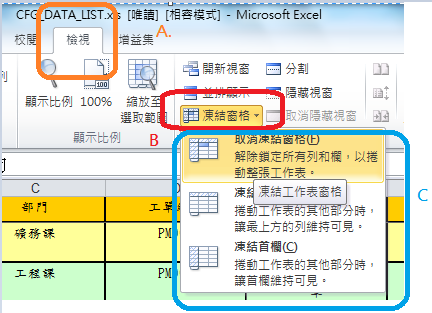 CFG_DATA_LIST.xls [唯讀] [相容模式] - Microsoft Excel
A.
校閱 檢視 增益集
開新視窗 分割
並排顯示 隱藏視窗
顯示比例 100% 縮放至選取範圍 凍結窗格 取消隱藏視窗
顯示比例
B
取消凍結窗格(F)
解除鎖定所有列和欄，以捲
動整張工作表。
凍結工作表窗格
捲動工作表的其他部分時，
讓最上方的列維持可見。
凍結首欄(C)
捲動工作表的其他部分時，
讓首欄維持可見。
C
C
部門
礦務課
工程課